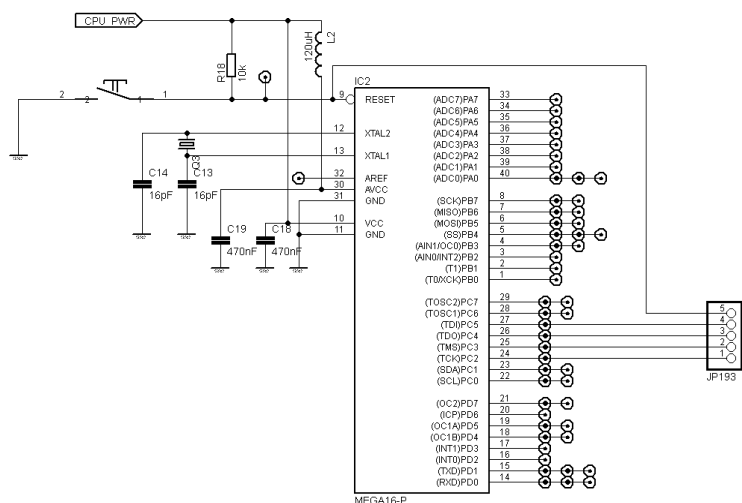 CPU PWR
120uH
L2
R18
10k
2
2
1
1
IC2
9
RESET
12
XTAL2
13
XTAL1
32
AREF
30
AVCC
31
GND
10
VCC
11
GND
Q3
C14
16pF
C13
16pF
C19
470nF
C18
470nF
(ADC7)PA7 33
(ADC6)PA6 34
(ADC5)PA5 35
(ADC4)PA4 36
(ADC3)PA3 37
(ADC2)PA2 38
(ADC1)PA1 39
(ADC0)PA0 40
(SCK)PB7 8
(MISO)PB6 7
(MOSI)PB5 6
(SS)PB4 5
(AIN1/OC0)PB3 4
(AIN0/INT2)PB2 3
(T1)PB1 2
(T0/XCK)PB0 1
(TOSC2)PC7 29
(TOSC1)PC6 28
(TDI)PC5 27
(TDO)PC4 26
(TMS)PC3 25
(TCK)PC2 24
(SDA)PC1 23
(SCL)PC0 22
(OC2)PD7 21
(ICP)PD6 20
(OC1A)PD5 19
(OC1B)PD4 18
(INT1)PD3 17
(INT0)PD2 16
(TXD)PD1 15
(RXD)PD0 14
5
4
3
2
1
JP193
MEGA16-P